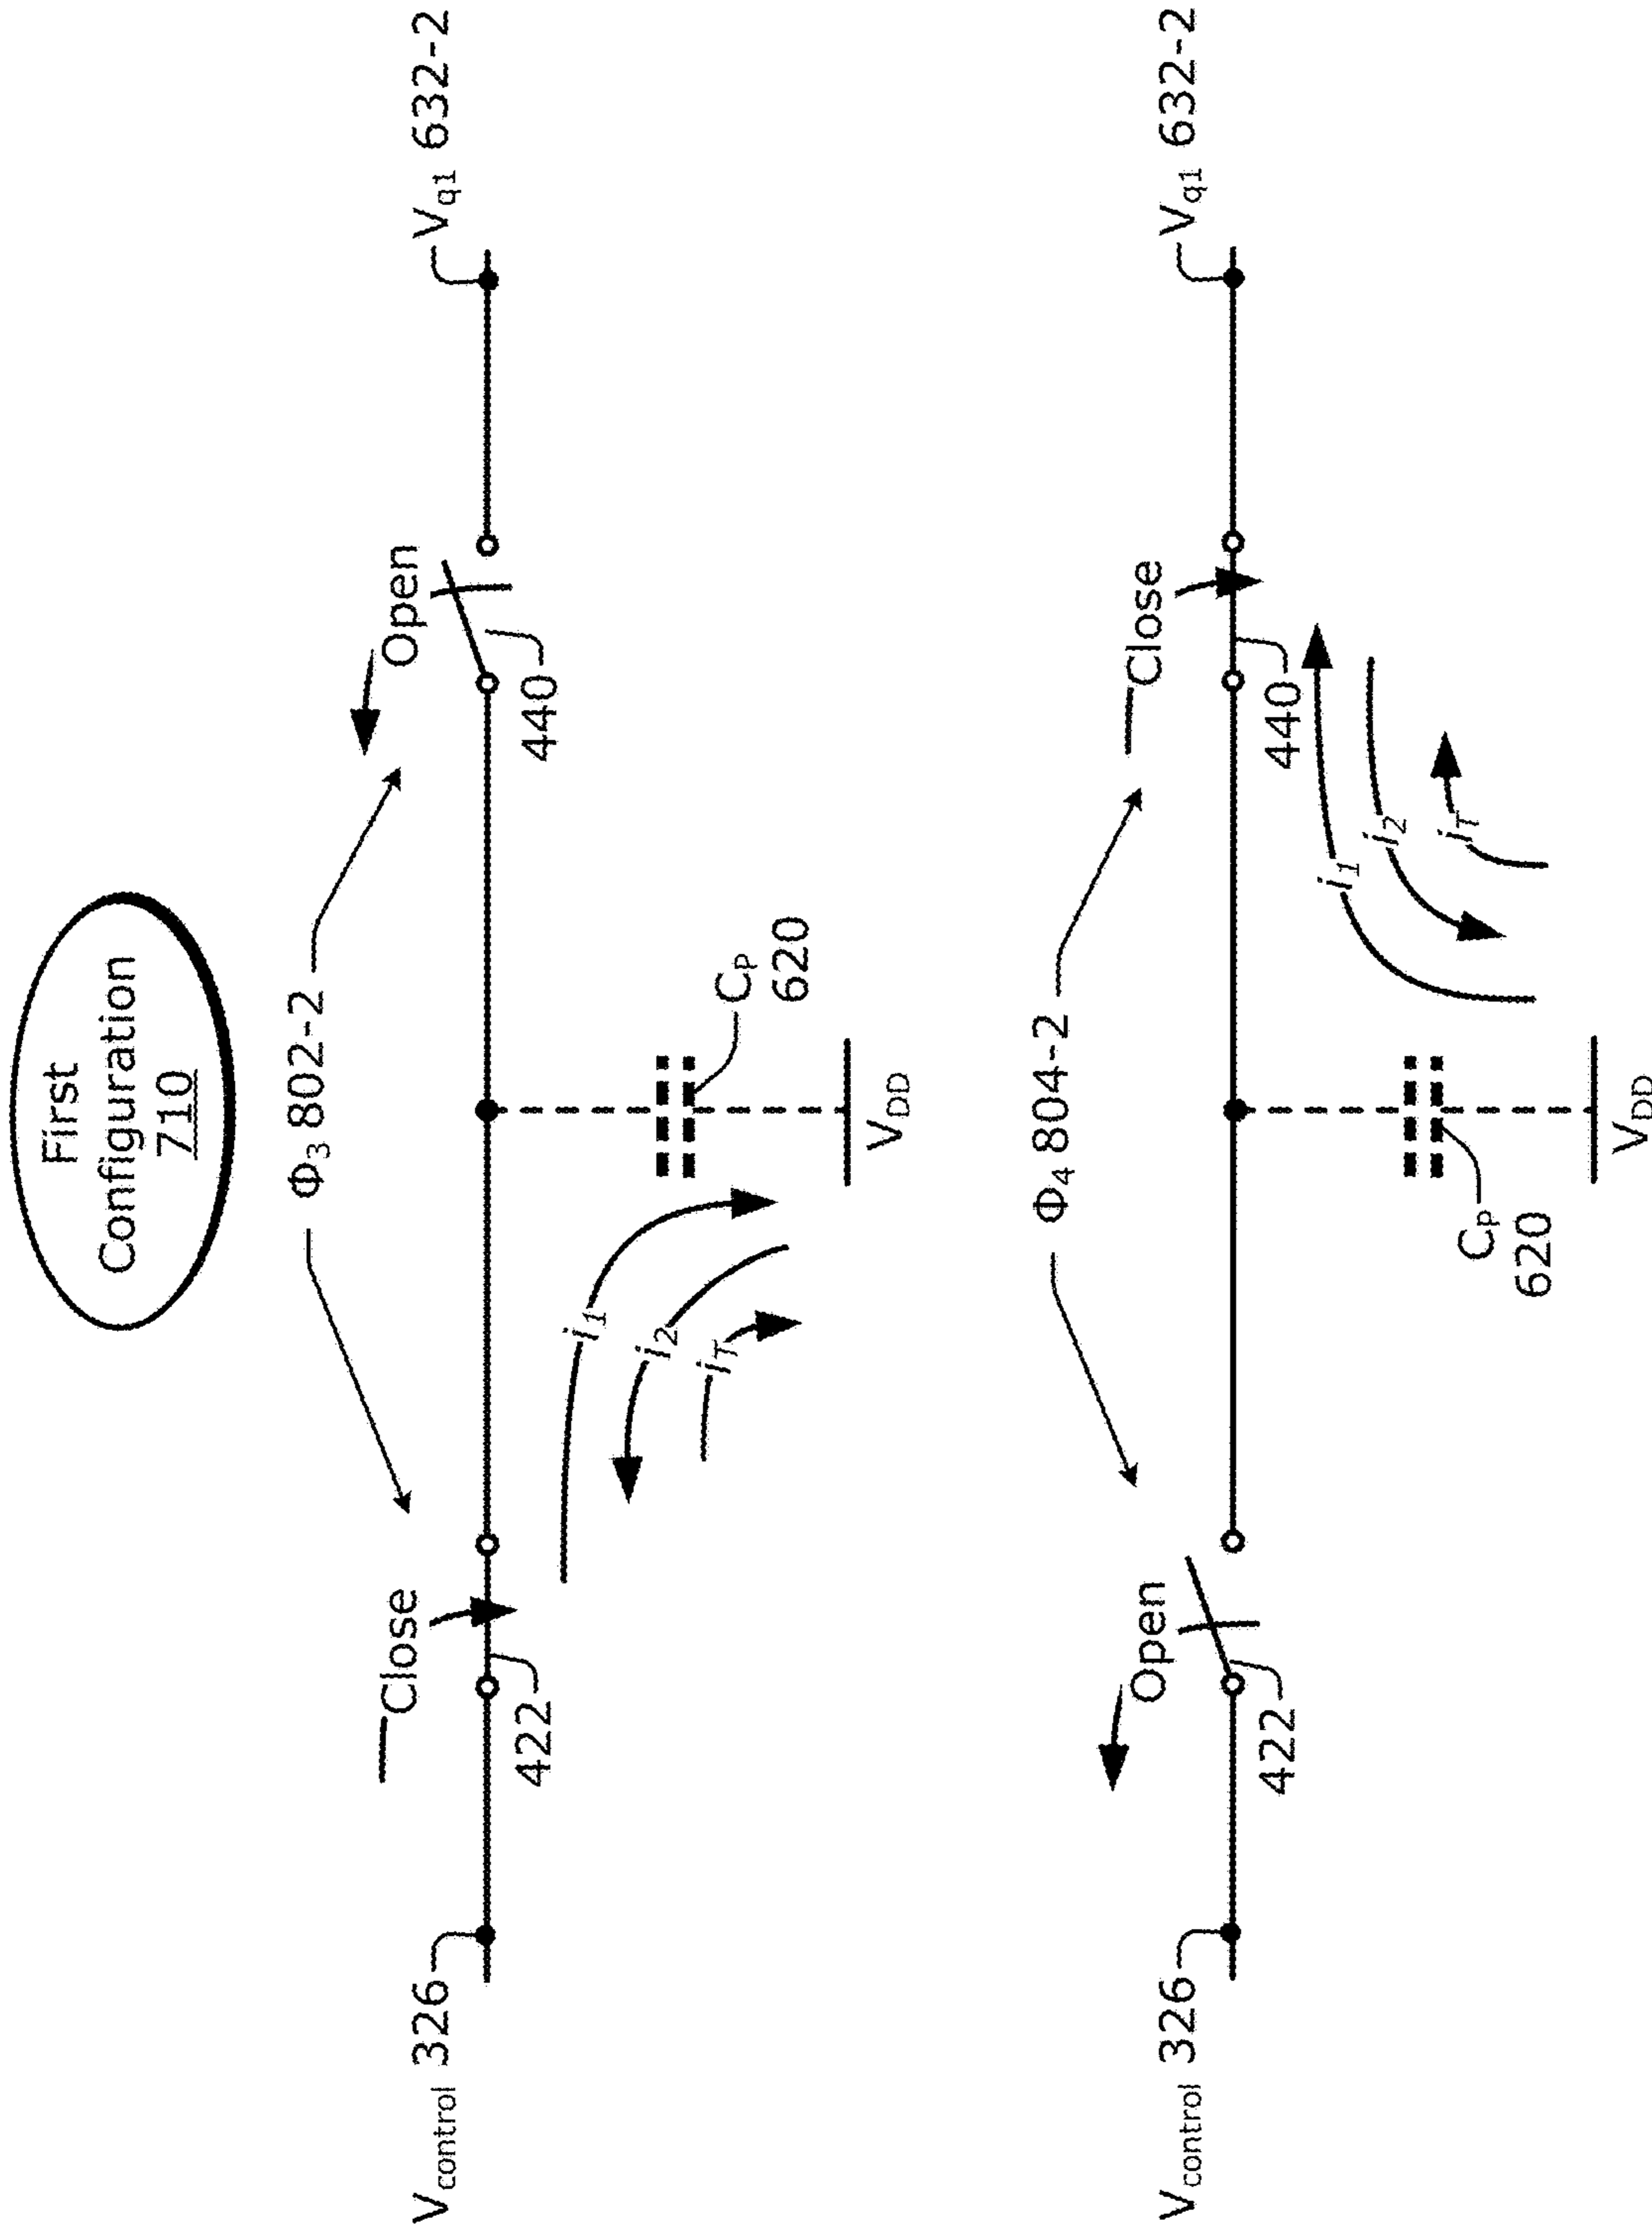 First
Configuration
710
Φ3 802-2
Close
Open
Vcontrol 326
Vq1 632-2
422
440
i1
i2
iT
CP
620
VDD
Φ4 804-2
Open
Close
Vcontrol 326
Vq1 632-2
422
440
i1
i2
iT
CP
620
VDD